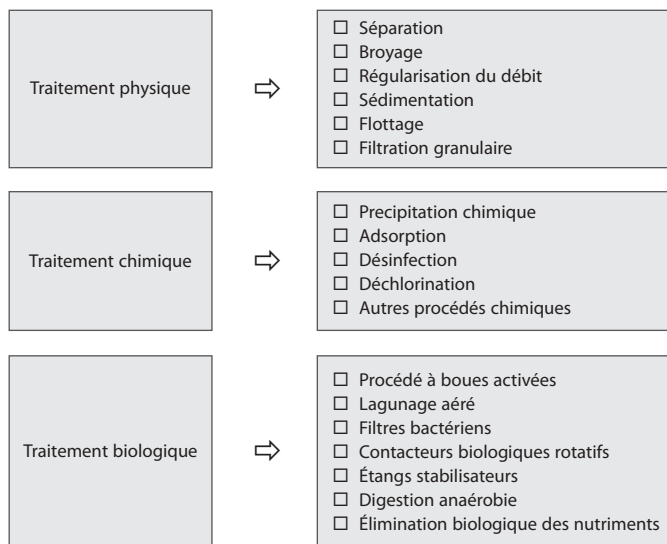 Traitement physique
☐ Séparation
☐ Broyage
☐ Régularisation du débit
☐ Sédimentation
☐ Flottage
☐ Filtration granulaire
Traitement chimique
☐ Precipitation chimique
☐ Adsorption
☐ Désinfection
☐ Déchlorination
☐ Autres procédés chimiques
Traitement biologique
☐ Procédé à boues activées
☐ Lagunage aéré
☐ Filtres bactériens
☐ Contacteurs biologiques rotatifs
☐ Étangs stabilisateurs
☐ Digestion anaérobie
☐ Élimination biologique des nutriments